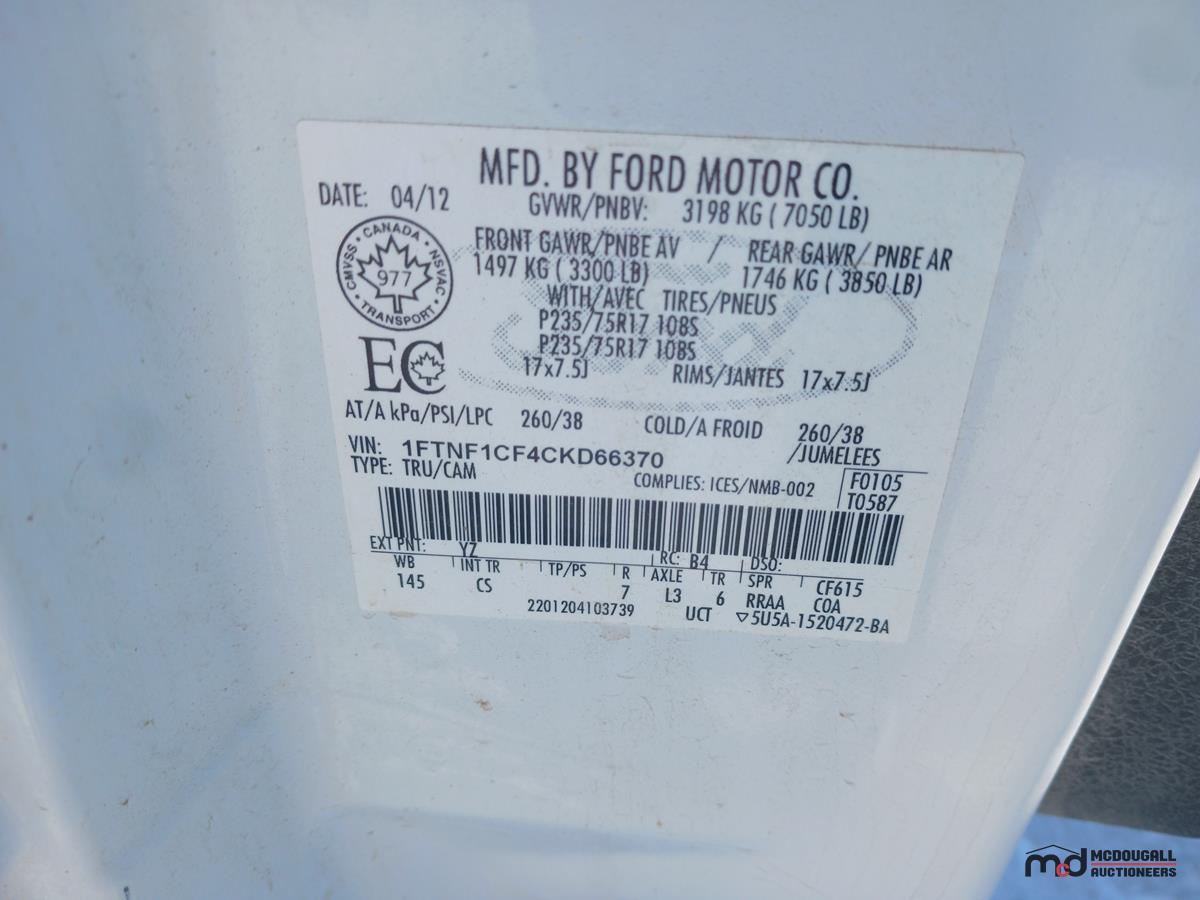 MFD. BY FORD MOTOR CO.
DATE: 04/12
GVWR/PNBV: 3198 KG ( 7050 LB)
FRONT GAWR/PNBE AV / REAR GAWR/ PNBE AR
1497 KG ( 3300 LB) 1746 KG ( 3850 LB)
WITH/AVEC TIRES/PNEUS
P235/75R17 108S
P235/75R17 108S
17x7.5J RIMS/JANTES 17x7.5J
CANADA • NSVAC • TRANSPORT • CMVSS •
977
EC
AT/A kPa/PSI/LPC 260/38 COLD/A FROID 260/38
/JUMELEES
VIN: 1FTNF1CF4CKD66370
TYPE: TRU/CAM
COMPLIES: ICES/NMB-002
F0105
T0587
EXT PNT: YZ RC: B4 DSO:
WB INT TR TP/PS R AXLE TR SPR CF615
145 CS 7 L3 6 RRAA COA
2201204103739 UCT ▽5U5A-1520472-BA
mcd MCDOUGALL
AUCTIONEERS